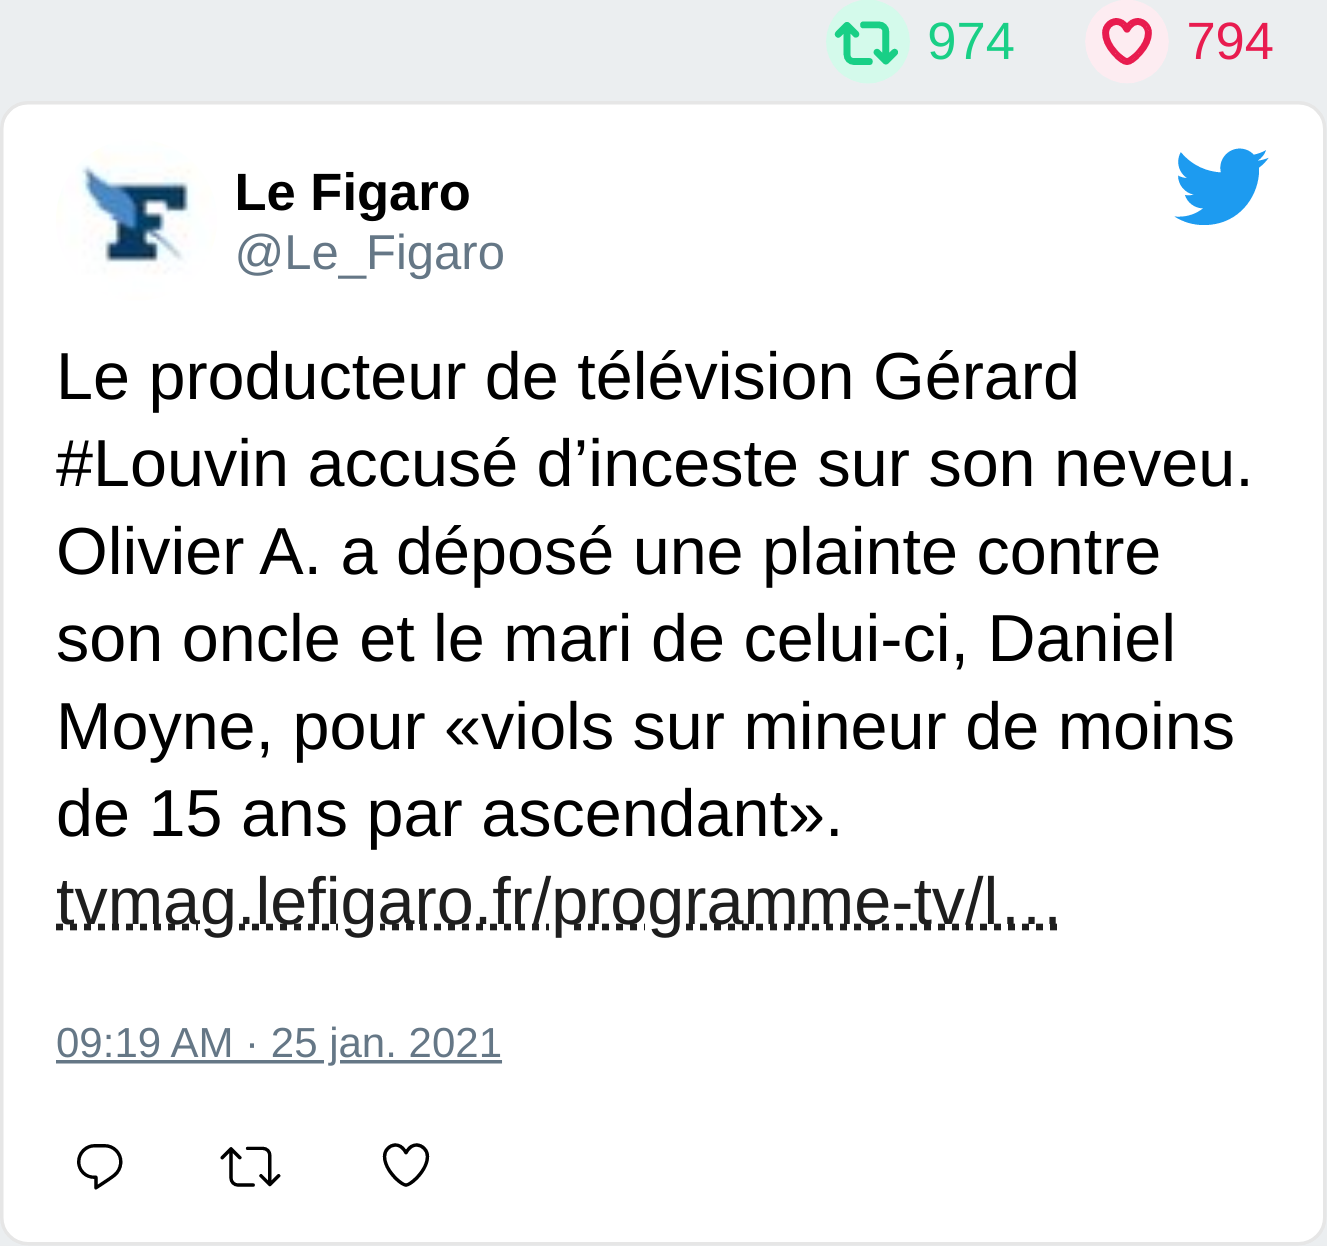 974 794
Le Figaro
@Le_Figaro
Le producteur de télévision Gérard
#Louvin accusé d’inceste sur son neveu.
Olivier A. a déposé une plainte contre
son oncle et le mari de celui-ci, Daniel
Moyne, pour «viols sur mineur de moins
de 15 ans par ascendant».
tvmag.lefigaro.fr/programme-tv/l…
09:19 AM · 25 jan. 2021